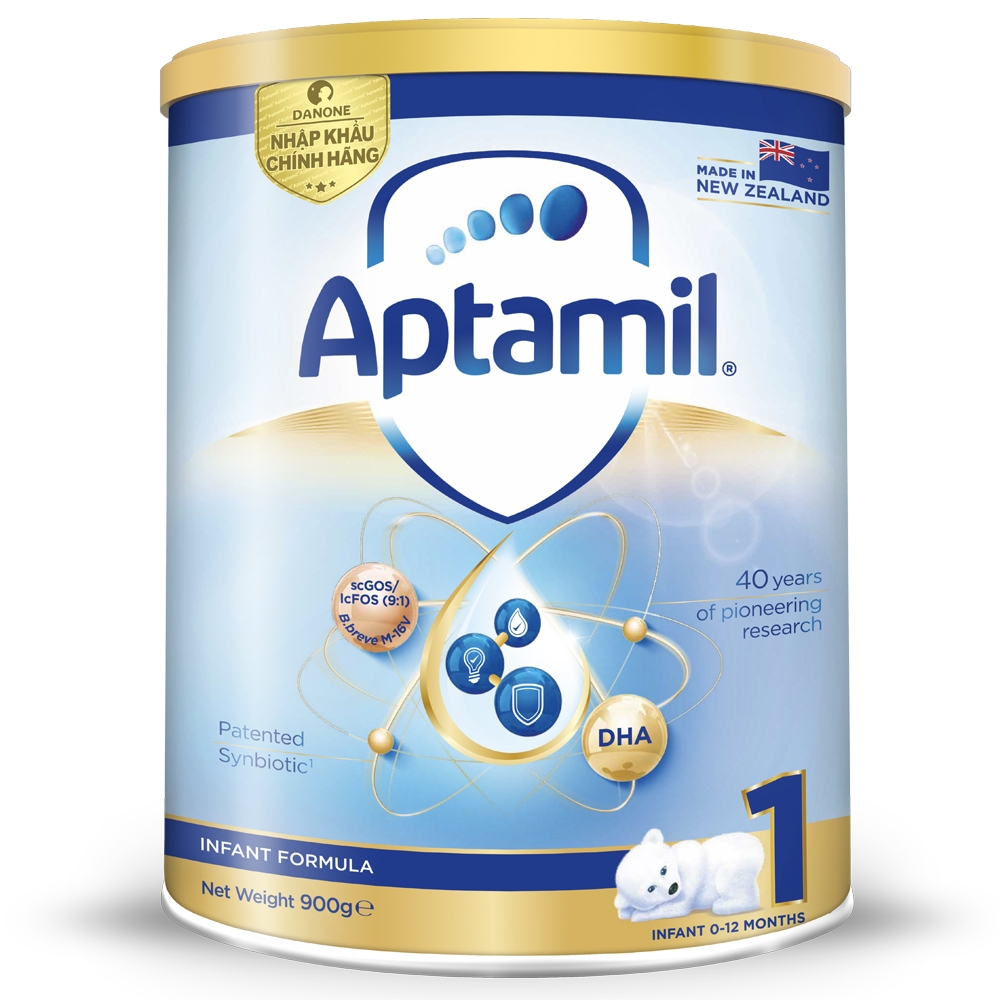 DANONE
NHẬP KHẨU
CHÍNH HÃNG
MADE IN
NEW ZEALAND
Aptamil®
scGOS/
lcFOS (9:1)
B.breve M-16V
40 years
of pioneering
research
DHA
Patented
Synbiotic¹
1
INFANT FORMULA
Net Weight 900g℮
INFANT 0-12 MONTHS